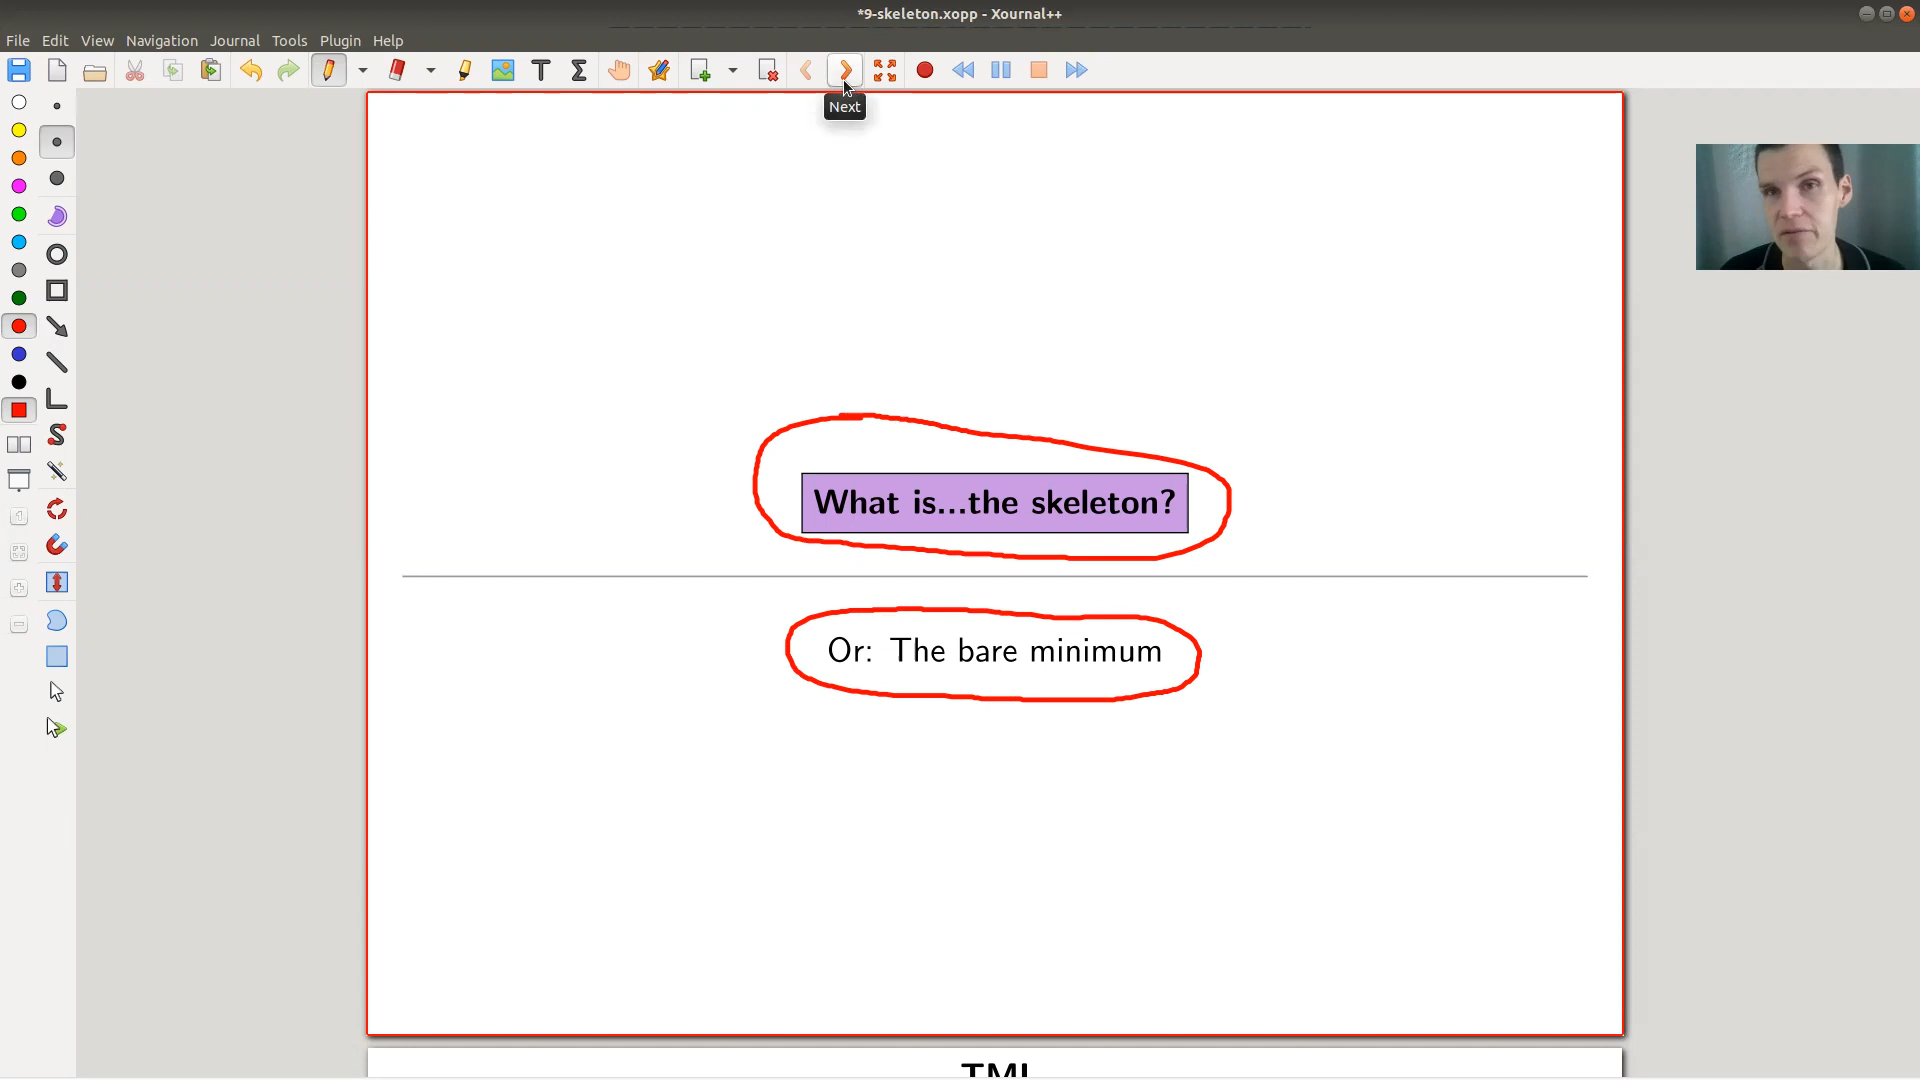 *9-skeleton.xopp - Xournal++
File Edit View Navigation Journal Tools Plugin Help
Next
What is...the skeleton?
Or: The bare minimum
TMI